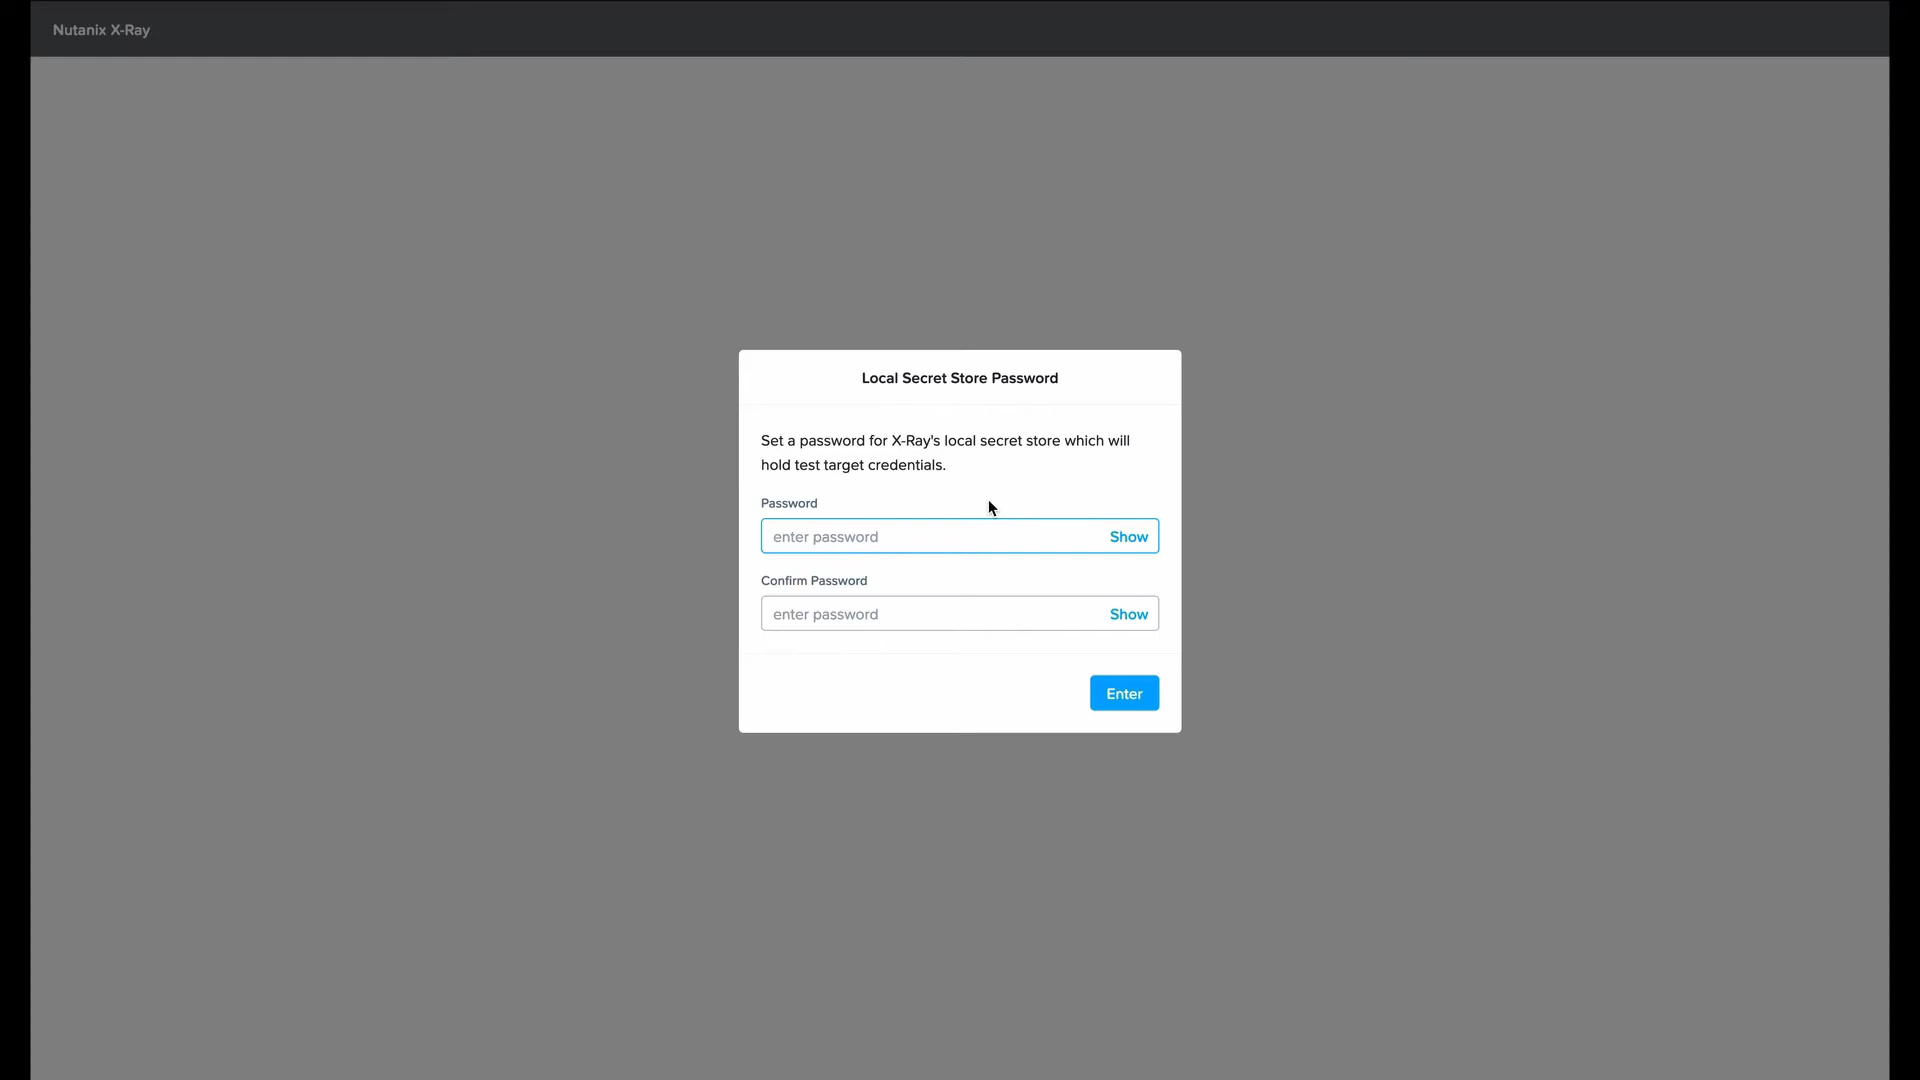 Nutanix X-Ray
Local Secret Store Password
Set a password for X-Ray's local secret store which will
hold test target credentials.
Password
enter password Show
Confirm Password
enter password Show
Enter